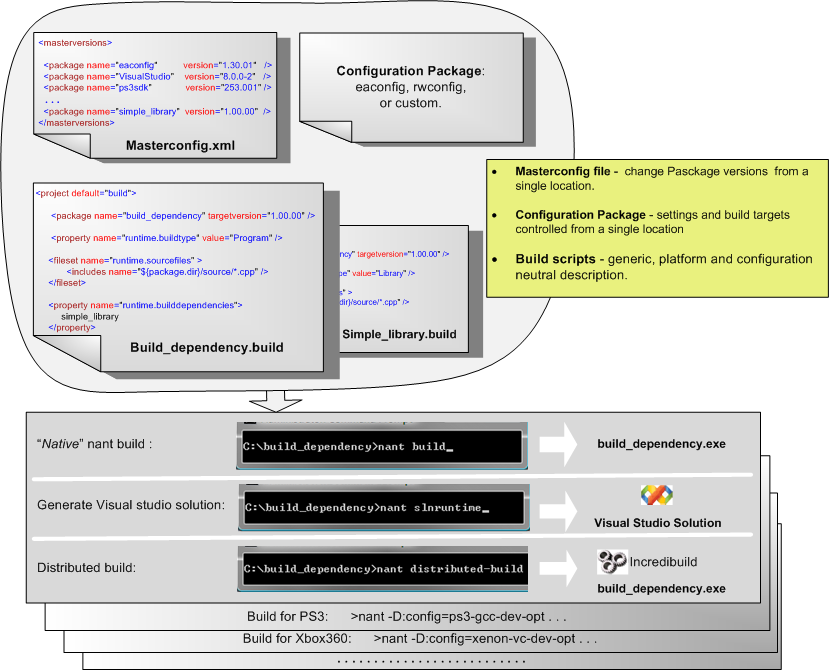 <masterversions>
<package name="eaconfig" version="1.30.01" />
<package name="VisualStudio" version="8.0.0-2" />
<package name="ps3sdk" version="253.001" />
. . .
<package name="simple_library" version="1.00.00" />
</masterversions>
Masterconfig.xml
Configuration Package:
eaconfig, rwconfig,
or custom.
• Masterconfig file - change Pasckage versions from a
single location.
• Configuration Package - settings and build targets
controlled from a single location
• Build scripts - generic, platform and configuration
neutral description.
<project default="build">
<package name="build_dependency" targetversion="1.00.00" />
<property name="runtime.buildtype" value="Program" />
<fileset name="runtime.sourcefiles" >
<includes name="${package.dir}/source/*.cpp" />
</fileset>
<property name="runtime.builddependencies">
simple_library
</property>
Build_dependency.build
ncy" targetversion="1.00.00" />
pe" value="Library" />
s" >
dir}/source/*.cpp" />
Simple_library.build
“Native” nant build :
C:\build_dependency>nant build_
build_dependency.exe
Generate Visual studio solution:
C:\build_dependency>nant slnruntime_
Visual Studio Solution
Distributed build:
C:\build_dependency>nant distributed-build
Incredibuild
build_dependency.exe
Build for PS3: >nant -D:config=ps3-gcc-dev-opt . . .
Build for Xbox360: >nant -D:config=xenon-vc-dev-opt . . .
. . . . . . . . . . . . . . . . . . . . . . . . .